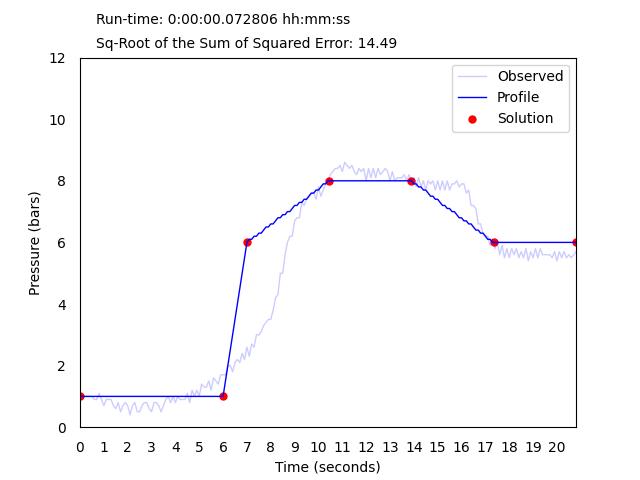 Run-time: 0:00:00.072806 hh:mm:ss
Sq-Root of the Sum of Squared Error: 14.49
12
10
8
6
4
2
0
Pressure (bars)
Observed
Profile
Solution
0 1 2 3 4 5 6 7 8 9 10 11 12 13 14 15 16 17 18 19 20
Time (seconds)